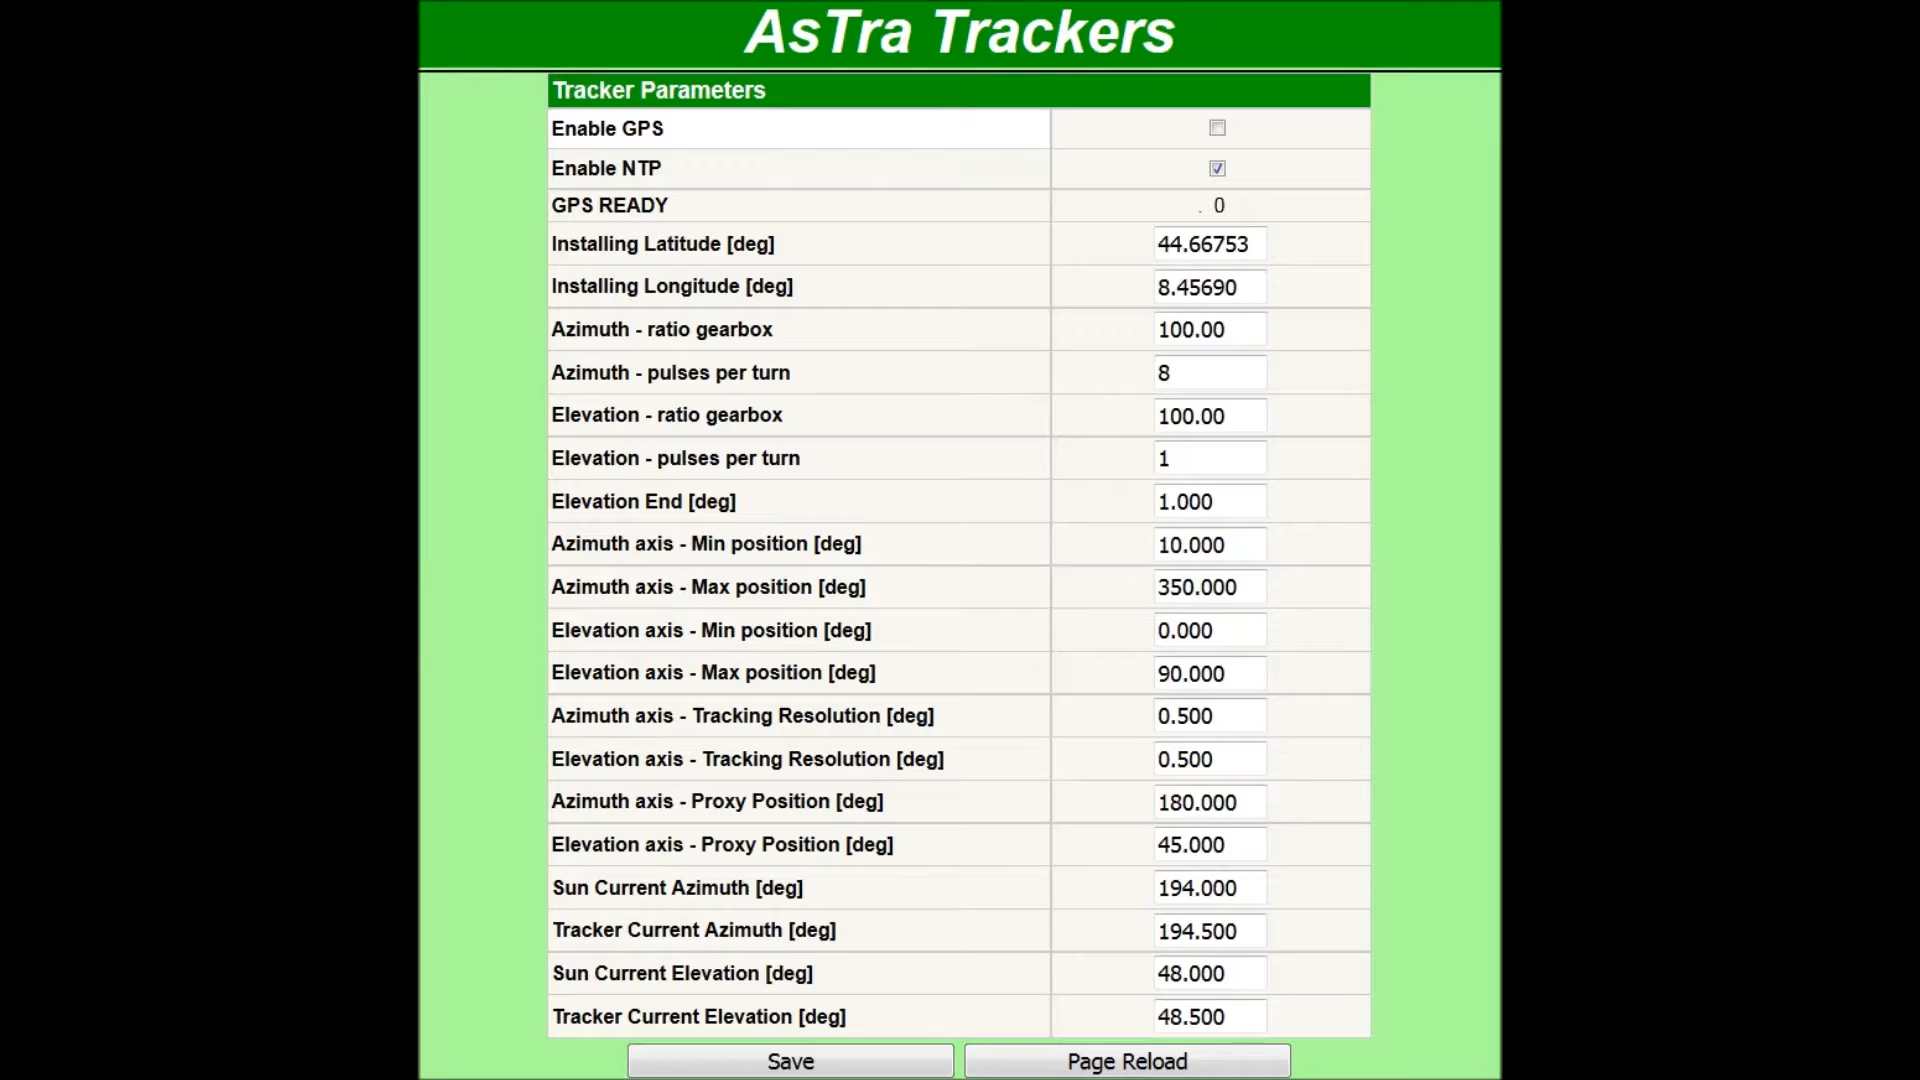 AsTra Trackers
Tracker Parameters
Enable GPS
Enable NTP
GPS READY . 0
Installing Latitude [deg] 44.66753
Installing Longitude [deg] 8.45690
Azimuth - ratio gearbox 100.00
Azimuth - pulses per turn 8
Elevation - ratio gearbox 100.00
Elevation - pulses per turn 1
Elevation End [deg] 1.000
Azimuth axis - Min position [deg] 10.000
Azimuth axis - Max position [deg] 350.000
Elevation axis - Min position [deg] 0.000
Elevation axis - Max position [deg] 90.000
Azimuth axis - Tracking Resolution [deg] 0.500
Elevation axis - Tracking Resolution [deg] 0.500
Azimuth axis - Proxy Position [deg] 180.000
Elevation axis - Proxy Position [deg] 45.000
Sun Current Azimuth [deg] 194.000
Tracker Current Azimuth [deg] 194.500
Sun Current Elevation [deg] 48.000
Tracker Current Elevation [deg] 48.500
Save Page Reload